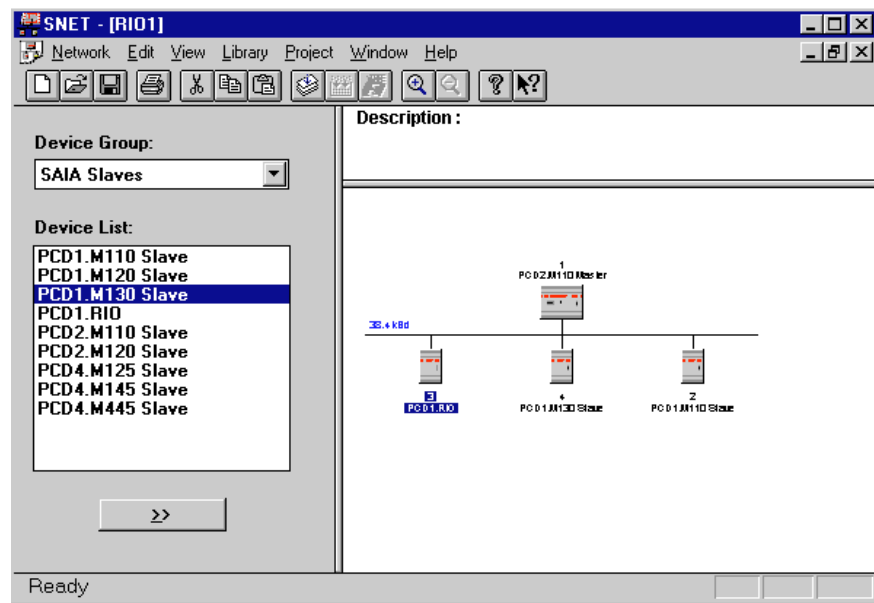 SNET - [RIO1]
Network Edit View Library Project Window Help
Description :
Device Group:
SAIA Slaves
Device List:
PCD1.M110 Slave
PCD1.M120 Slave
PCD1.M130 Slave
PCD1.RIO
PCD2.M110 Slave
PCD2.M120 Slave
PCD4.M125 Slave
PCD4.M145 Slave
PCD4.M445 Slave
>>
1
PCD2.M110 Master
38.4 kBd
3
PCD1.RIO
4
PCD1.M130 Slave
2
PCD1.M110 Slave
Ready